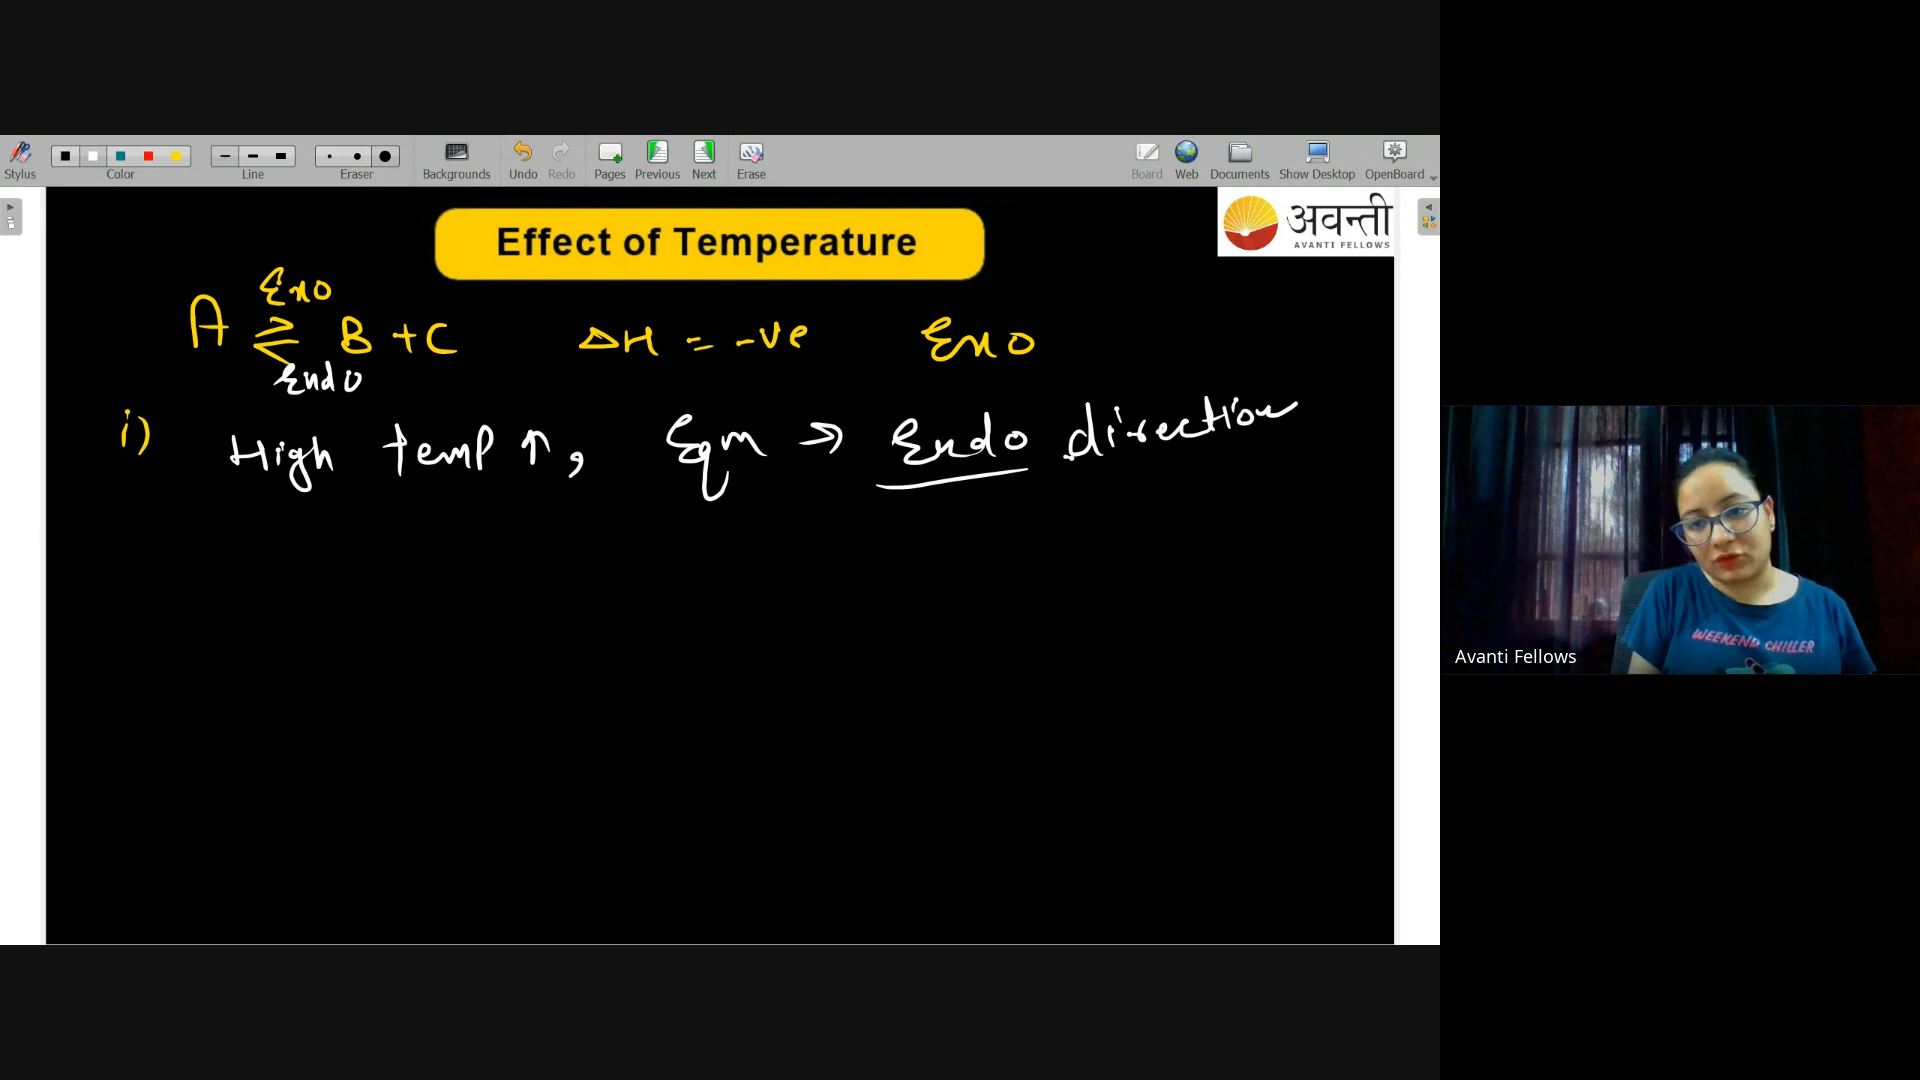 Stylus
Color
Line
Eraser
Backgrounds
Undo
Redo
Pages
Previous
Next
Erase
Board
Web
Documents
Show Desktop
OpenBoard
Effect of Temperature
अवन्ती
AVANTI FELLOWS
Exo
A ⇌ B + C ΔH = -ve Exo
Endo
i) High temp ↑, Eqm → Endo direction
WEEKEND CHILLER
Avanti Fellows